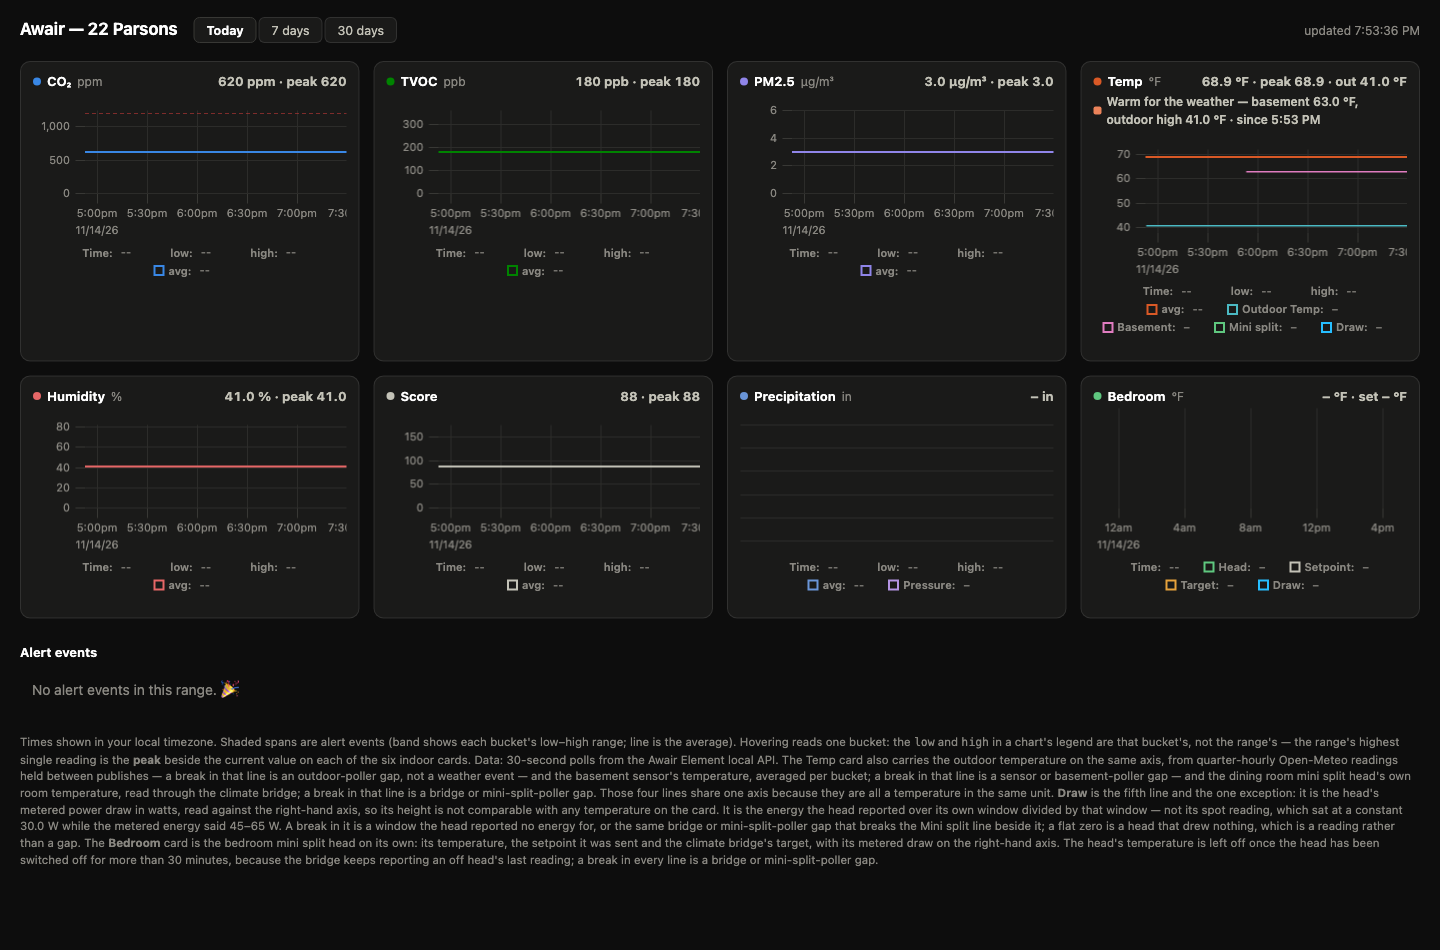 Awair — 22 Parsons Today 7 days 30 days updated 7:53:36 PM
CO₂ ppm 620 ppm · peak 620
1,000
500
0
5:00pm 5:30pm 6:00pm 6:30pm 7:00pm 7:30
11/14/26
Time: -- low: -- high: --
avg: --
TVOC ppb 180 ppb · peak 180
300
200
100
0
5:00pm 5:30pm 6:00pm 6:30pm 7:00pm 7:30
11/14/26
Time: -- low: -- high: --
avg: --
PM2.5 µg/m³ 3.0 µg/m³ · peak 3.0
6
4
2
0
5:00pm 5:30pm 6:00pm 6:30pm 7:00pm 7:30
11/14/26
Time: -- low: -- high: --
avg: --
Temp °F 68.9 °F · peak 68.9 · out 41.0 °F
Warm for the weather — basement 63.0 °F,
outdoor high 41.0 °F · since 5:53 PM
70
60
50
40
5:00pm 5:30pm 6:00pm 6:30pm 7:00pm 7:30
11/14/26
Time: -- low: -- high: --
avg: -- Outdoor Temp: –
Basement: – Mini split: – Draw: –
Humidity % 41.0 % · peak 41.0
80
60
40
20
0
5:00pm 5:30pm 6:00pm 6:30pm 7:00pm 7:30
11/14/26
Time: -- low: -- high: --
avg: --
Score 88 · peak 88
150
100
50
0
5:00pm 5:30pm 6:00pm 6:30pm 7:00pm 7:30
11/14/26
Time: -- low: -- high: --
avg: --
Precipitation in – in
Time: -- low: -- high: --
avg: -- Pressure: –
Bedroom °F – °F · set – °F
12am 4am 8am 12pm 4pm
11/14/26
Time: -- Head: – Setpoint: –
Target: – Draw: –
Alert events
No alert events in this range. 🎉
Times shown in your local timezone. Shaded spans are alert events (band shows each bucket's low–high range; line is the average). Hovering reads one bucket: the low and high in a chart's legend are that bucket's, not the range's — the range's highest
single reading is the peak beside the current value on each of the six indoor cards. Data: 30-second polls from the Awair Element local API. The Temp card also carries the outdoor temperature on the same axis, from quarter-hourly Open-Meteo readings
held between publishes — a break in that line is an outdoor-poller gap, not a weather event — and the basement sensor's temperature, averaged per bucket; a break in that line is a sensor or basement-poller gap — and the dining room mini split head's own
room temperature, read through the climate bridge; a break in that line is a bridge or mini-split-poller gap. Those four lines share one axis because they are all a temperature in the same unit. Draw is the fifth line and the one exception: it is the head's
metered power draw in watts, read against the right-hand axis, so its height is not comparable with any temperature on the card. It is the energy the head reported over its own window divided by that window — not its spot reading, which sat at a constant
30.0 W while the metered energy said 45–65 W. A break in it is a window the head reported no energy for, or the same bridge or mini-split-poller gap that breaks the Mini split line beside it; a flat zero is a head that drew nothing, which is a reading rather
than a gap. The Bedroom card is the bedroom mini split head on its own: its temperature, the setpoint it was sent and the climate bridge's target, with its metered draw on the right-hand axis. The head's temperature is left off once the head has been
switched off for more than 30 minutes, because the bridge keeps reporting an off head's last reading; a break in every line is a bridge or mini-split-poller gap.